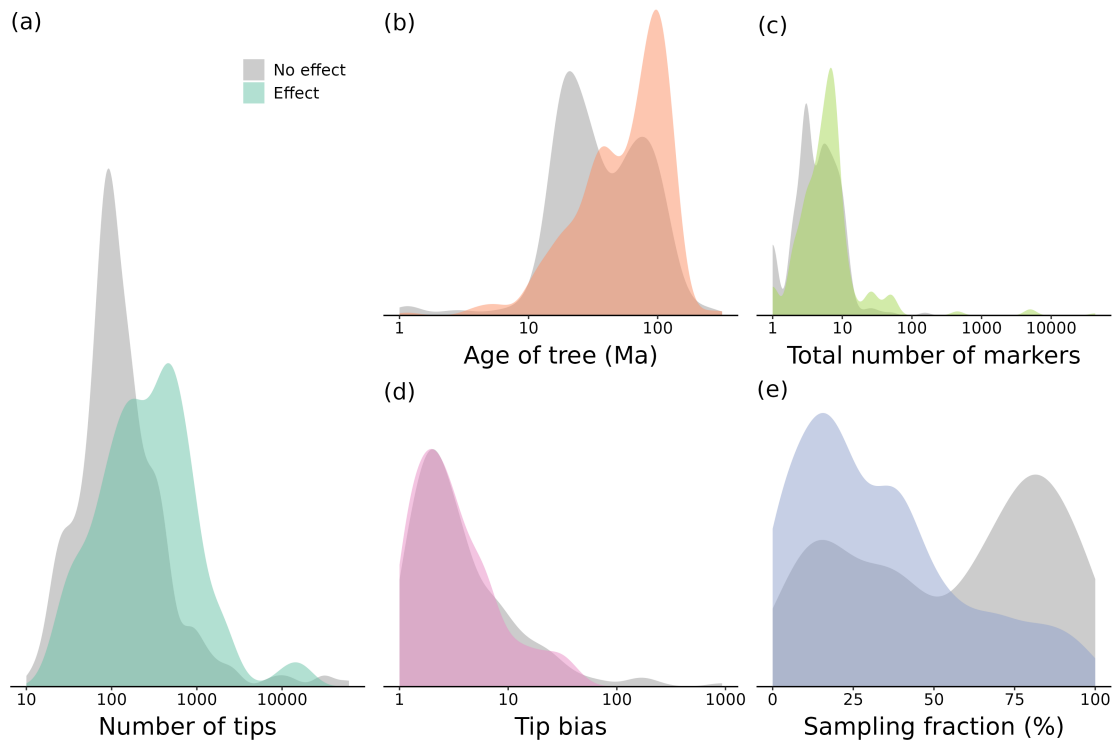 (a)
No effect
Effect
10 100 1000 10000
Number of tips
(b)
1 10 100
Age of tree (Ma)
(c)
1 10 100 1000 10000
Total number of markers
(d)
1 10 100 1000
Tip bias
(e)
0 25 50 75 100
Sampling fraction (%)